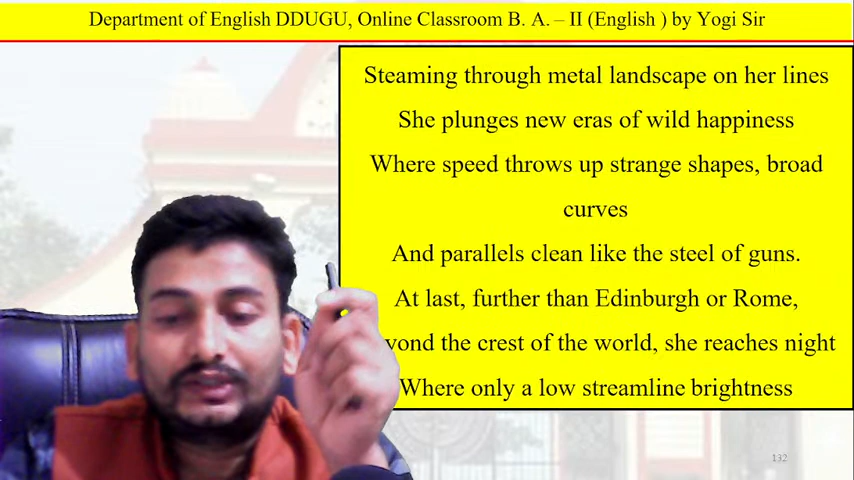 Department of English DDUGU, Online Classroom B. A. – II (English ) by Yogi Sir
Steaming through metal landscape on her lines
She plunges new eras of wild happiness
Where speed throws up strange shapes, broad
curves
And parallels clean like the steel of guns.
At last, further than Edinburgh or Rome,
the crest of the world, she reaches night
Where only a low streamline brightness
132